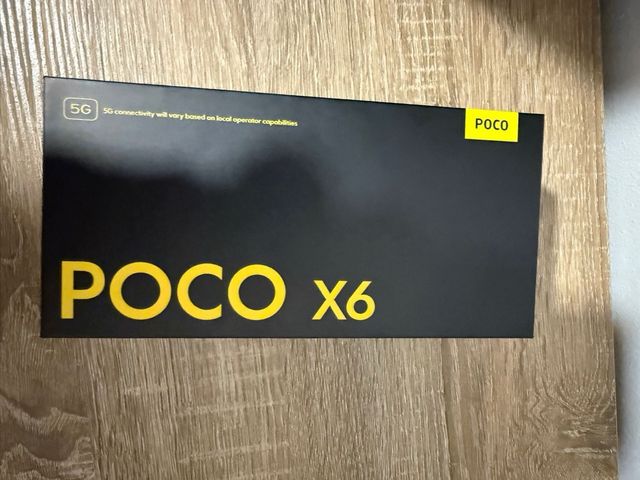 5G 5G connectivity will vary based on local operator capabilities
POCO
POCO X6